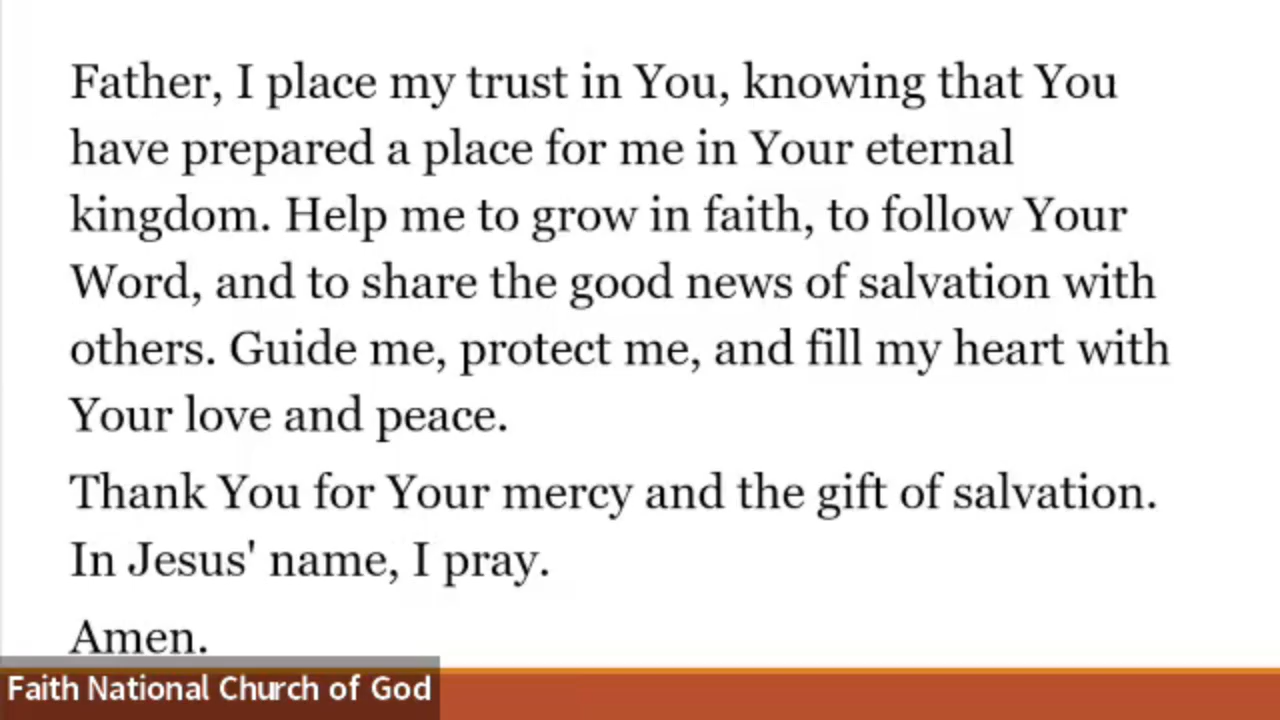 Father, I place my trust in You, knowing that You
have prepared a place for me in Your eternal
kingdom. Help me to grow in faith, to follow Your
Word, and to share the good news of salvation with
others. Guide me, protect me, and fill my heart with
Your love and peace.
Thank You for Your mercy and the gift of salvation.
In Jesus' name, I pray.
Amen.
Faith National Church of God